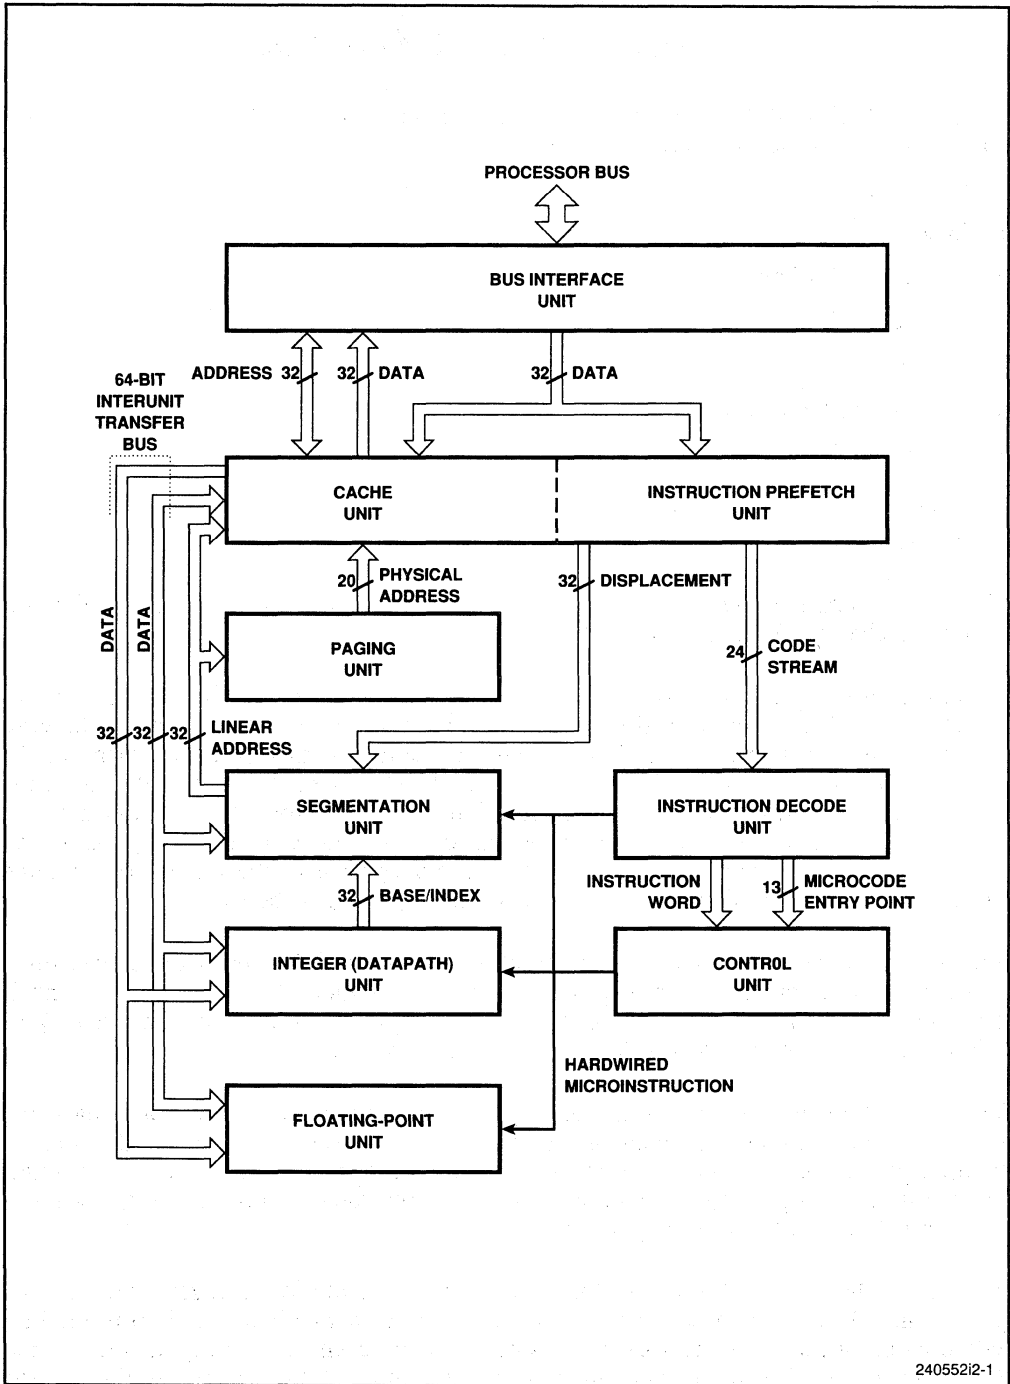 PROCESSOR BUS
BUS INTERFACE
UNIT
ADDRESS 32
32 DATA
32 DATA
64-BIT
INTERUNIT
TRANSFER
BUS
CACHE
UNIT
INSTRUCTION PREFETCH
UNIT
20 PHYSICAL
ADDRESS
32 DISPLACEMENT
DATA
DATA
PAGING
UNIT
24 CODE
STREAM
32
32
32 LINEAR
ADDRESS
SEGMENTATION
UNIT
INSTRUCTION DECODE
UNIT
32 BASE/INDEX
INSTRUCTION
WORD
13 MICROCODE
ENTRY POINT
INTEGER (DATAPATH)
UNIT
CONTR0L
UNIT
HARDWIRED
MICROINSTRUCTION
FLOATING-POINT
UNIT
240552i2-1